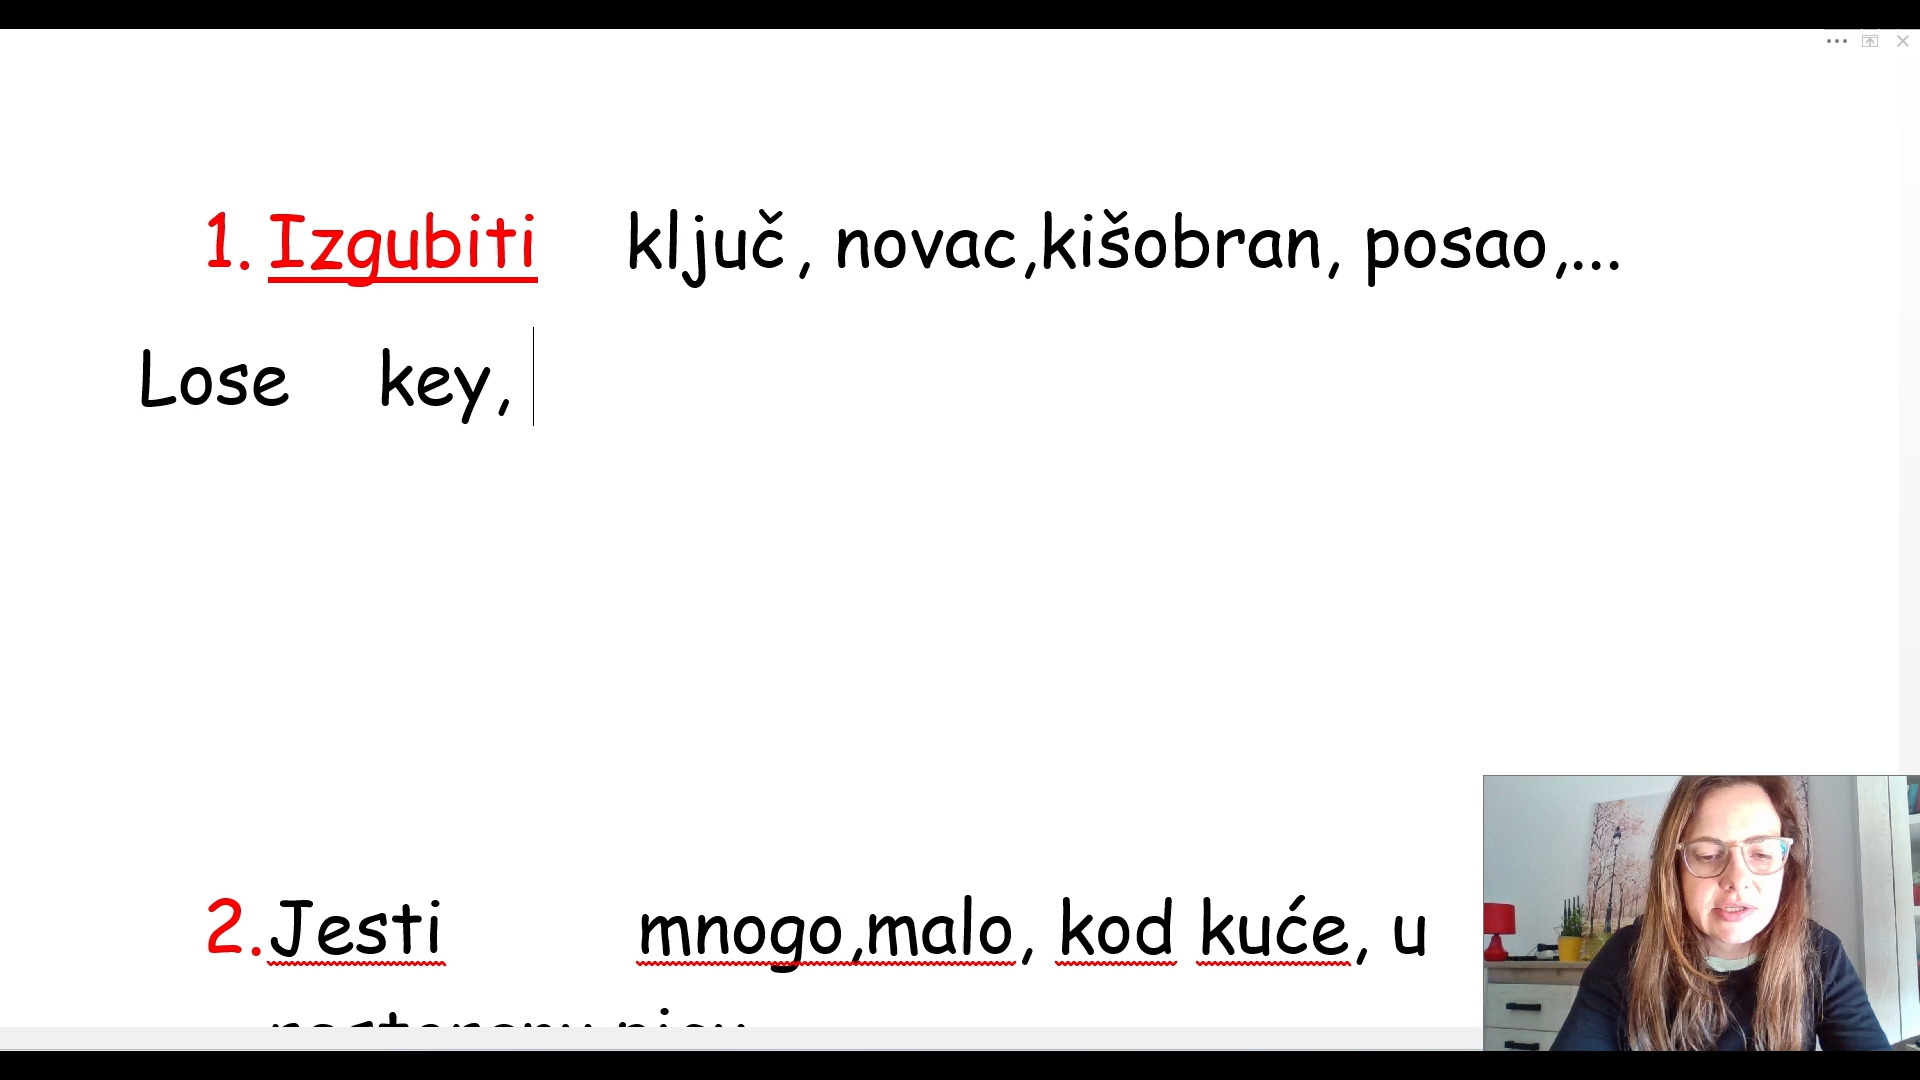 1. Izgubiti ključ, novac,kišobran, posao,...
Lose key,
2.Jesti mnogo,malo, kod kuće, u